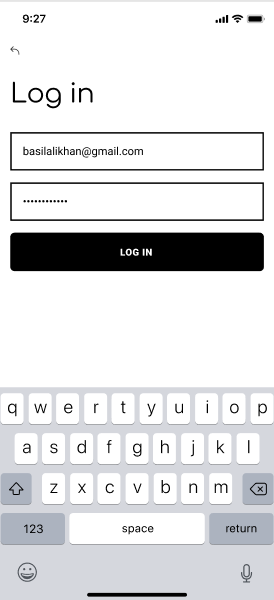 9:27
Log in
basilalikhan@gmail.com
••••••••••••
LOG IN
q w e r t y u i o p
a s d f g h j k l
z x c v b n m
123 space return